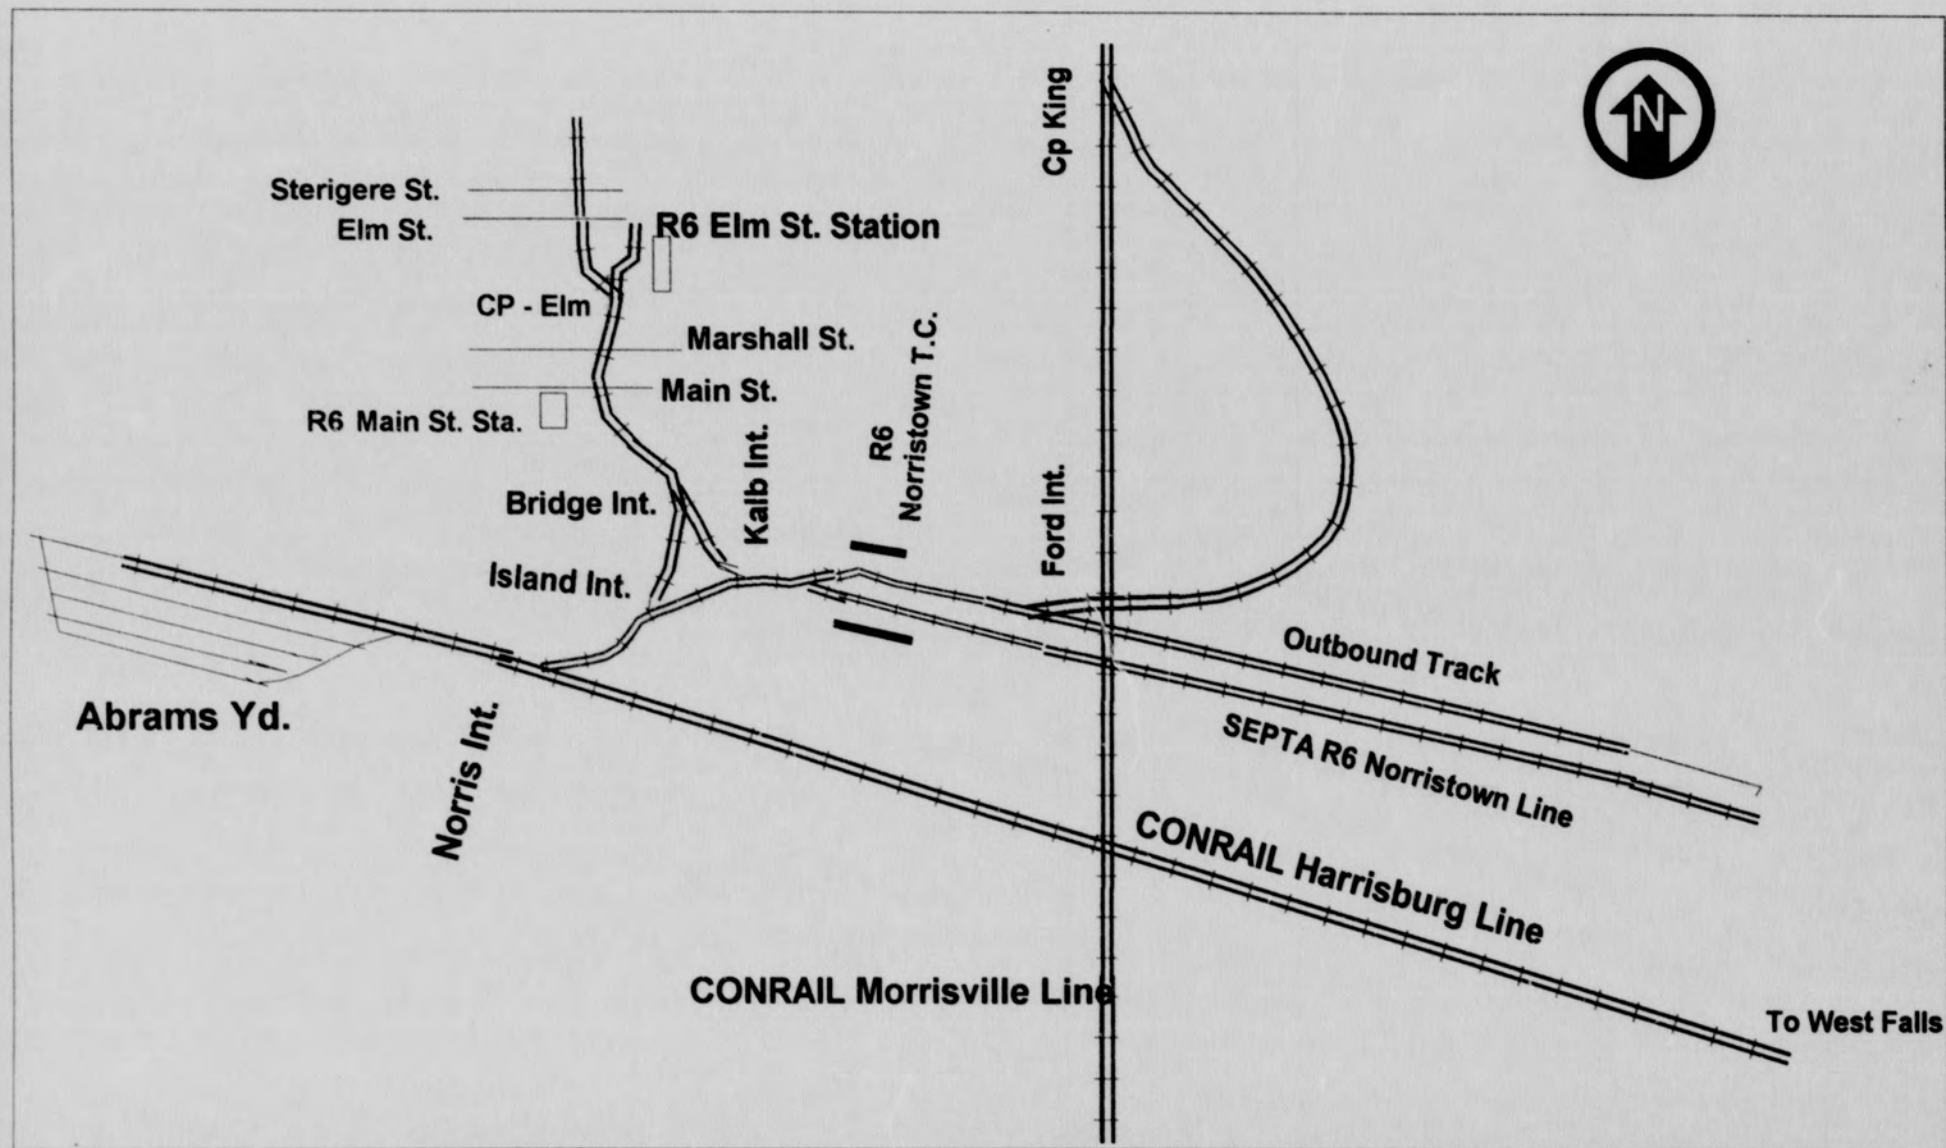 N
Cp King
Sterigere St.
Elm St.
R6 Elm St. Station
CP - Elm
Marshall St.
Main St.
R6 Main St. Sta.
R6
Norristown T.C.
Kalb Int.
Ford Int.
Bridge Int.
Island Int.
Outbound Track
SEPTA R6 Norristown Line
Abrams Yd.
Norris Int.
CONRAIL Harrisburg Line
CONRAIL Morrisville Line
To West Falls